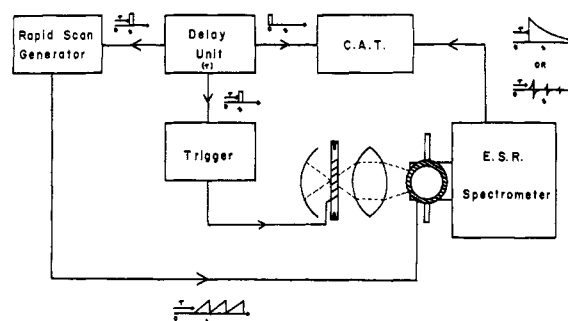 Rapid Scan
Generator
Delay
Unit
(τ)
C.A.T.
OR
Trigger
E.S.R.
Spectrometer